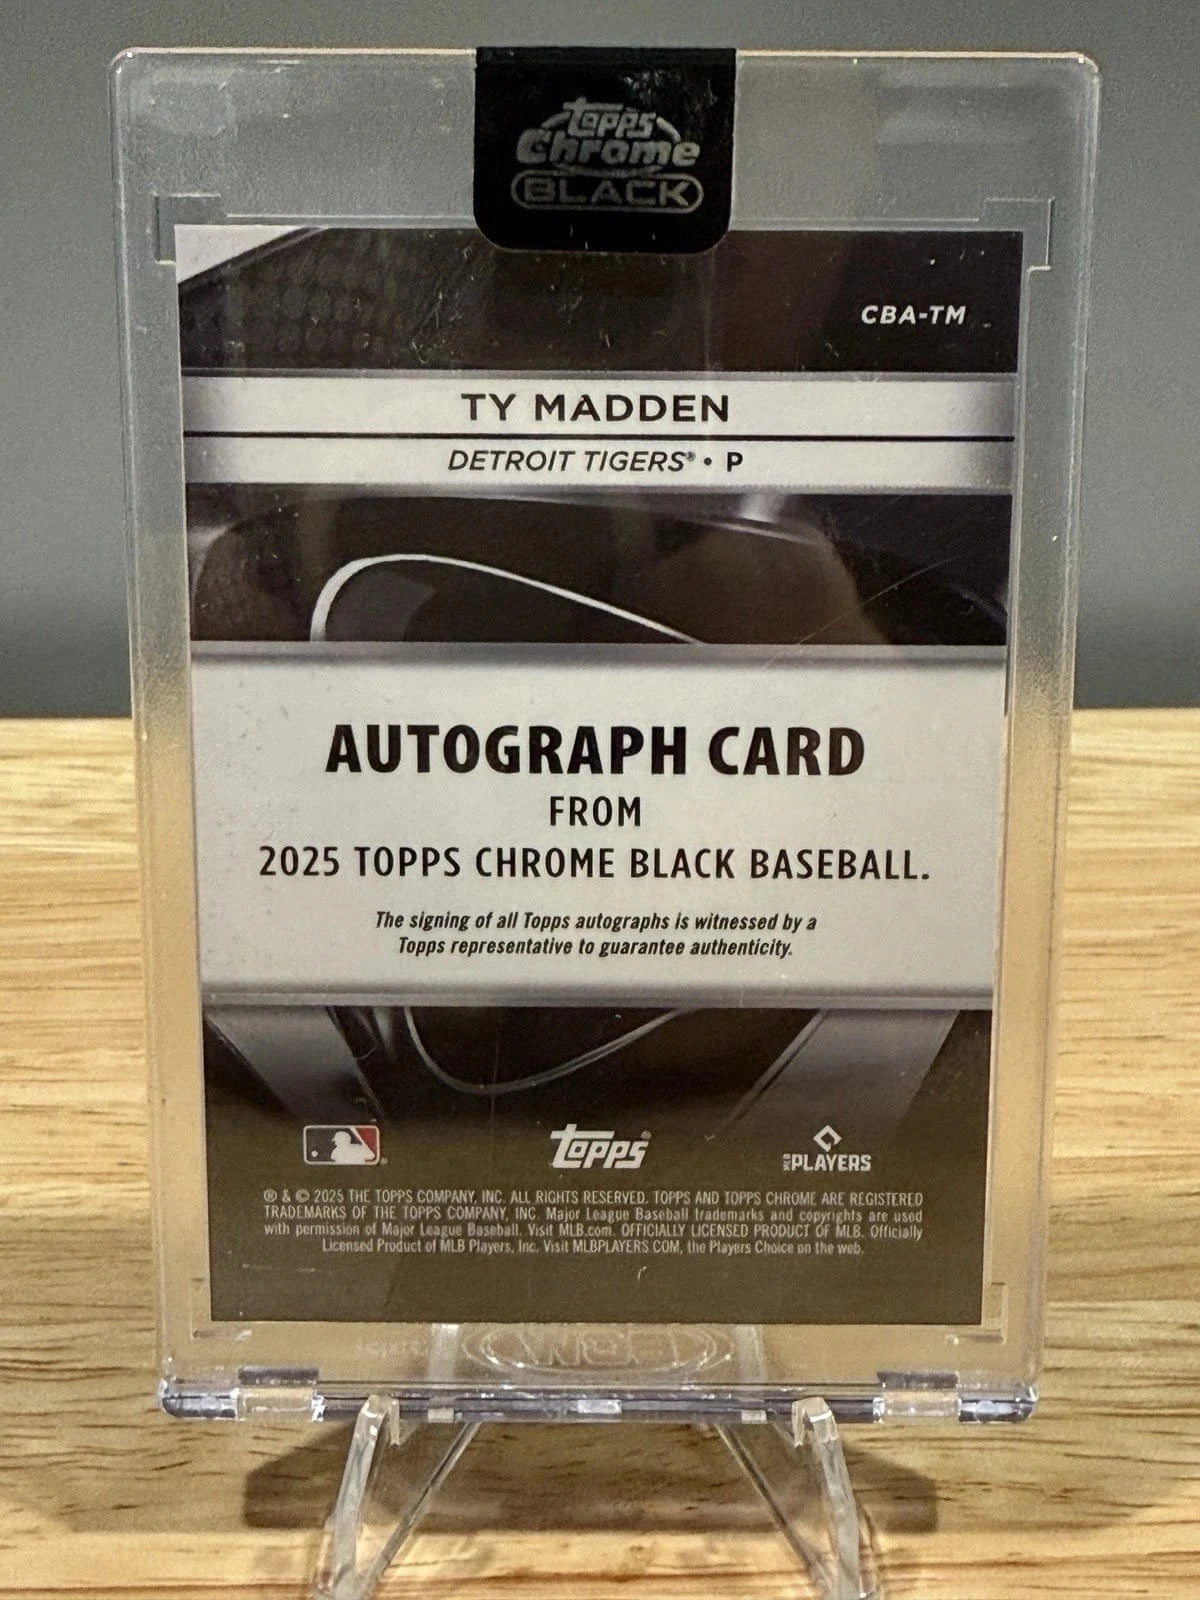 Topps
Chrome
BLACK
CBA-TM
TY MADDEN
DETROIT TIGERS® • P
AUTOGRAPH CARD
FROM
2025 TOPPS CHROME BLACK BASEBALL.
The signing of all Topps autographs is witnessed by a
Topps representative to guarantee authenticity.
Topps®
MLB PLAYERS
® & © 2025 THE TOPPS COMPANY, INC. ALL RIGHTS RESERVED. TOPPS AND TOPPS CHROME ARE REGISTERED
TRADEMARKS OF THE TOPPS COMPANY, INC. Major League Baseball trademarks and copyrights are used
with permission of Major League Baseball. Visit MLB.com. OFFICIALLY LICENSED PRODUCT OF MLB. Officially
Licensed Product of MLB Players, Inc. Visit MLBPLAYERS.COM, the Players Choice on the web.